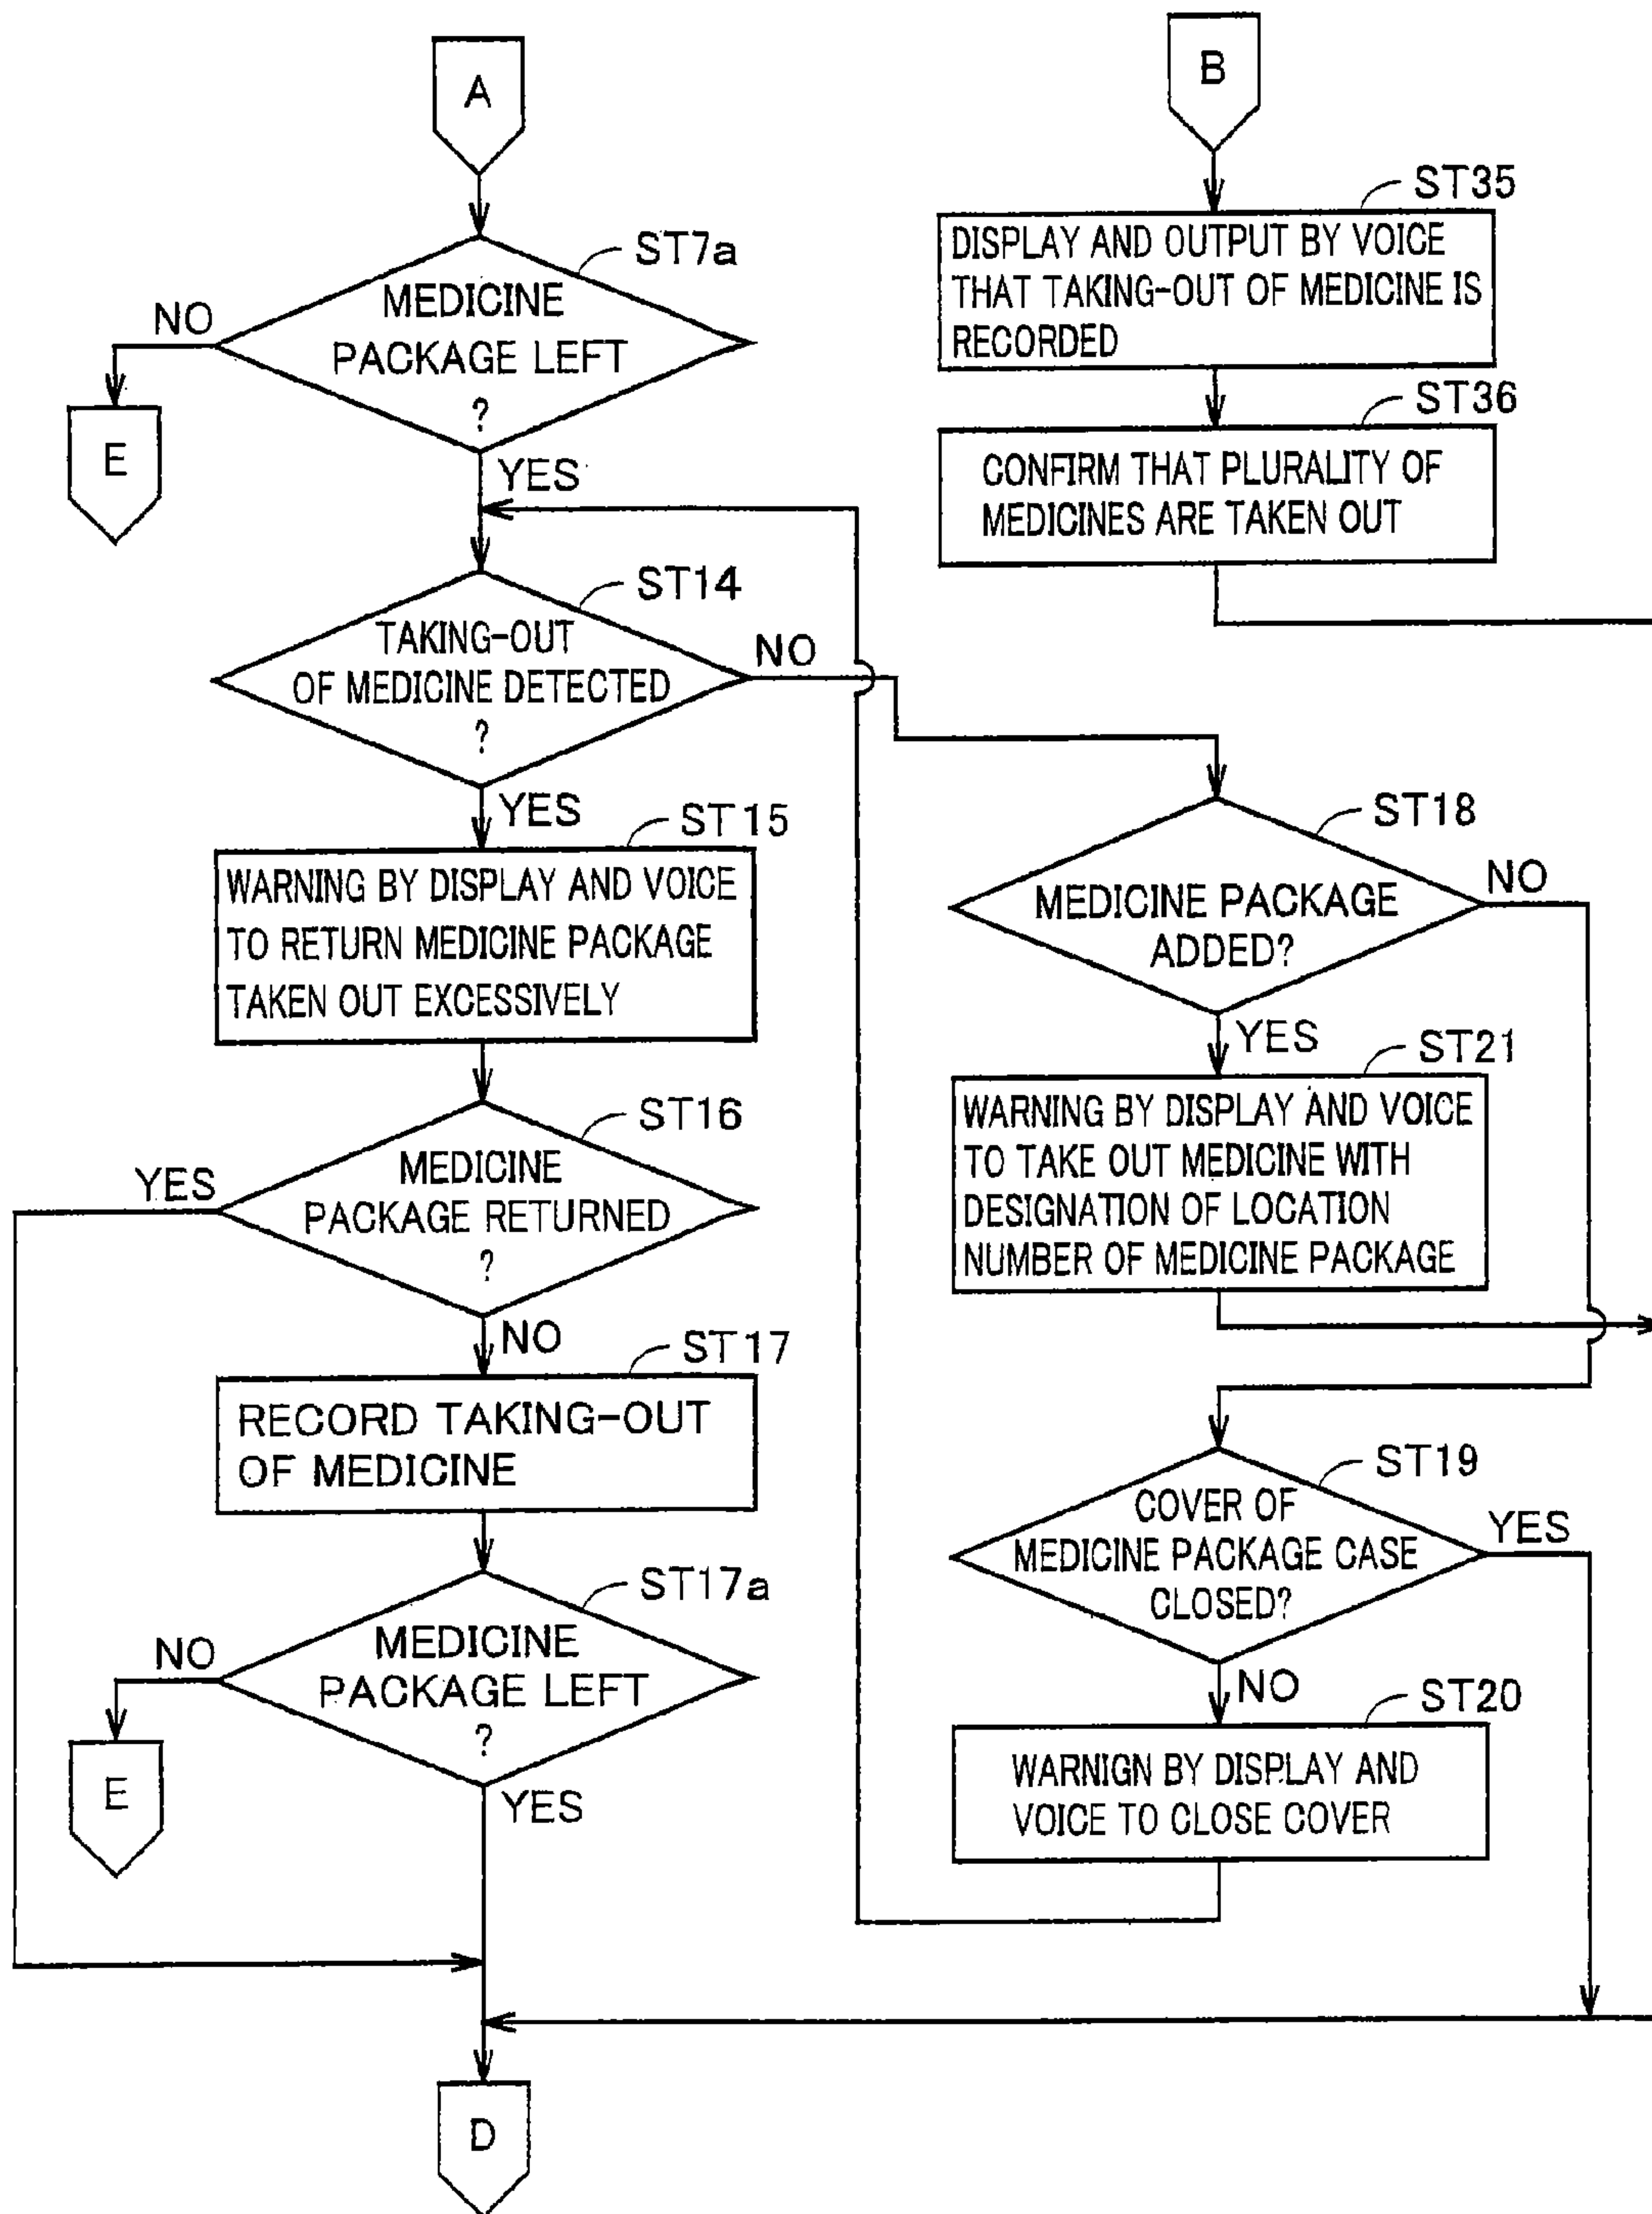 A
ST7a
MEDICINE
PACKAGE LEFT
?
NO
E
YES
ST14
TAKING-OUT
OF MEDICINE DETECTED
?
NO
YES
ST15
WARNING BY DISPLAY AND VOICE
TO RETURN MEDICINE PACKAGE
TAKEN OUT EXCESSIVELY
ST16
MEDICINE
PACKAGE RETURNED
?
YES
NO
ST17
RECORD TAKING-OUT
OF MEDICINE
ST17a
MEDICINE
PACKAGE LEFT
?
NO
E
YES
D
B
ST35
DISPLAY AND OUTPUT BY VOICE
THAT TAKING-OUT OF MEDICINE IS
RECORDED
ST36
CONFIRM THAT PLURALITY OF
MEDICINES ARE TAKEN OUT
ST18
MEDICINE PACKAGE
ADDED?
NO
YES
ST21
WARNING BY DISPLAY AND VOICE
TO TAKE OUT MEDICINE WITH
DESIGNATION OF LOCATION
NUMBER OF MEDICINE PACKAGE
ST19
COVER OF
MEDICINE PACKAGE CASE
CLOSED?
YES
NO
ST20
WARNIGN BY DISPLAY AND
VOICE TO CLOSE COVER